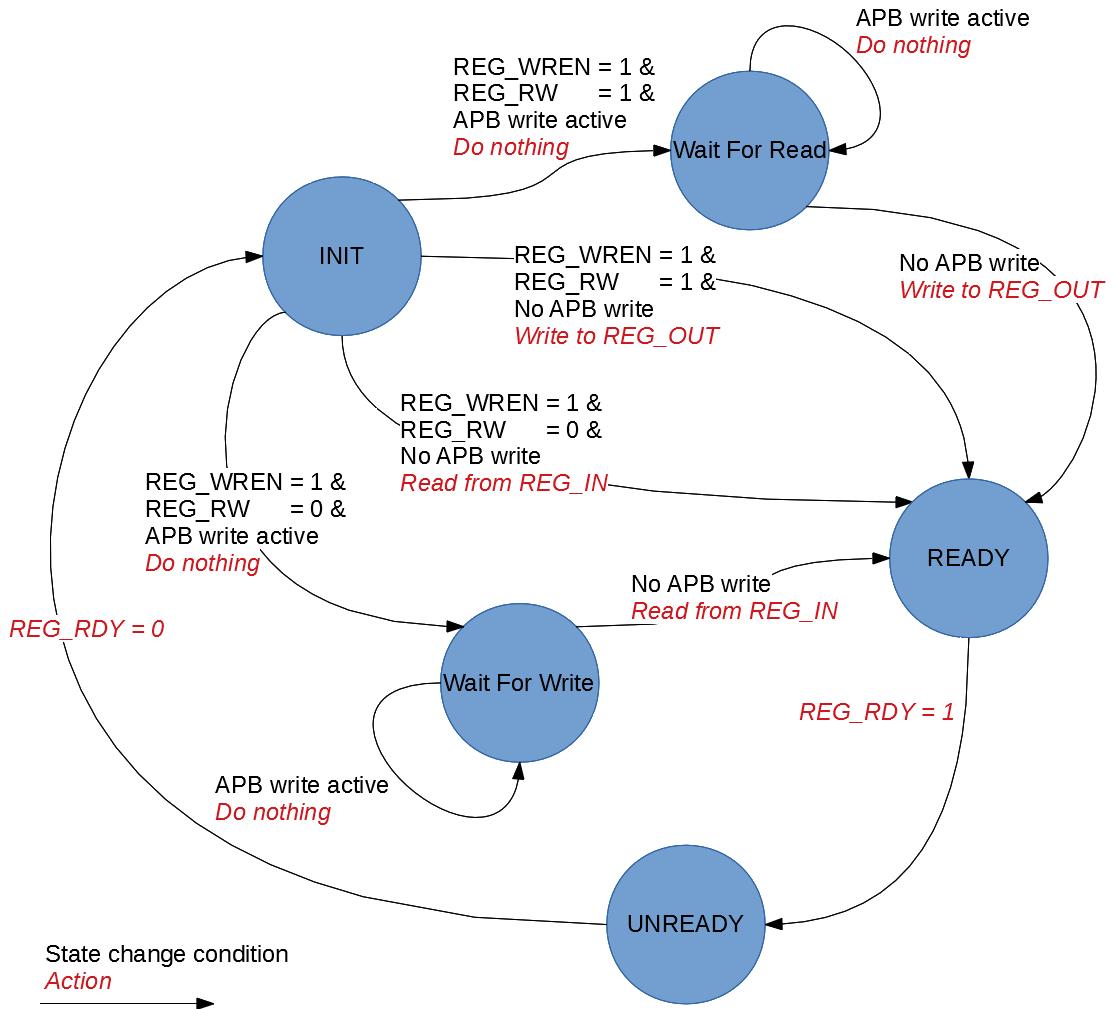 APB write active
Do nothing
REG_WREN = 1 &
REG_RW = 1 &
APB write active
Do nothing
Wait For Read
INIT
REG_WREN = 1 &
REG_RW = 1 &
No APB write
Write to REG_OUT
No APB write
Write to REG_OUT
REG_WREN = 1 &
REG_RW = 0 &
No APB write
Read from REG_IN
REG_WREN = 1 &
REG_RW = 0 &
APB write active
Do nothing
READY
No APB write
Read from REG_IN
REG_RDY = 0
Wait For Write
REG_RDY = 1
APB write active
Do nothing
UNREADY
State change condition
Action